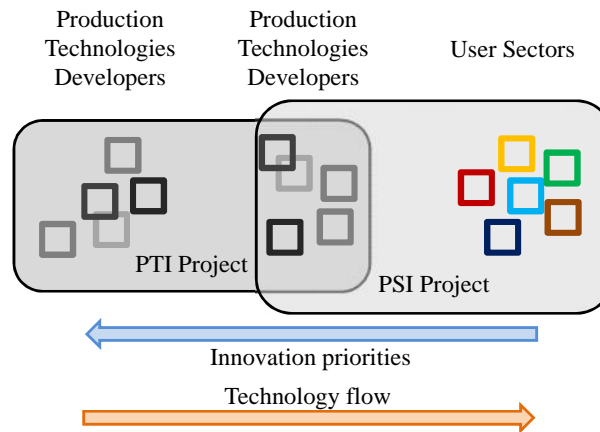 Production
Technologies
Developers
Production
Technologies
Developers
User Sectors
PTI Project
PSI Project
Innovation priorities
Technology flow